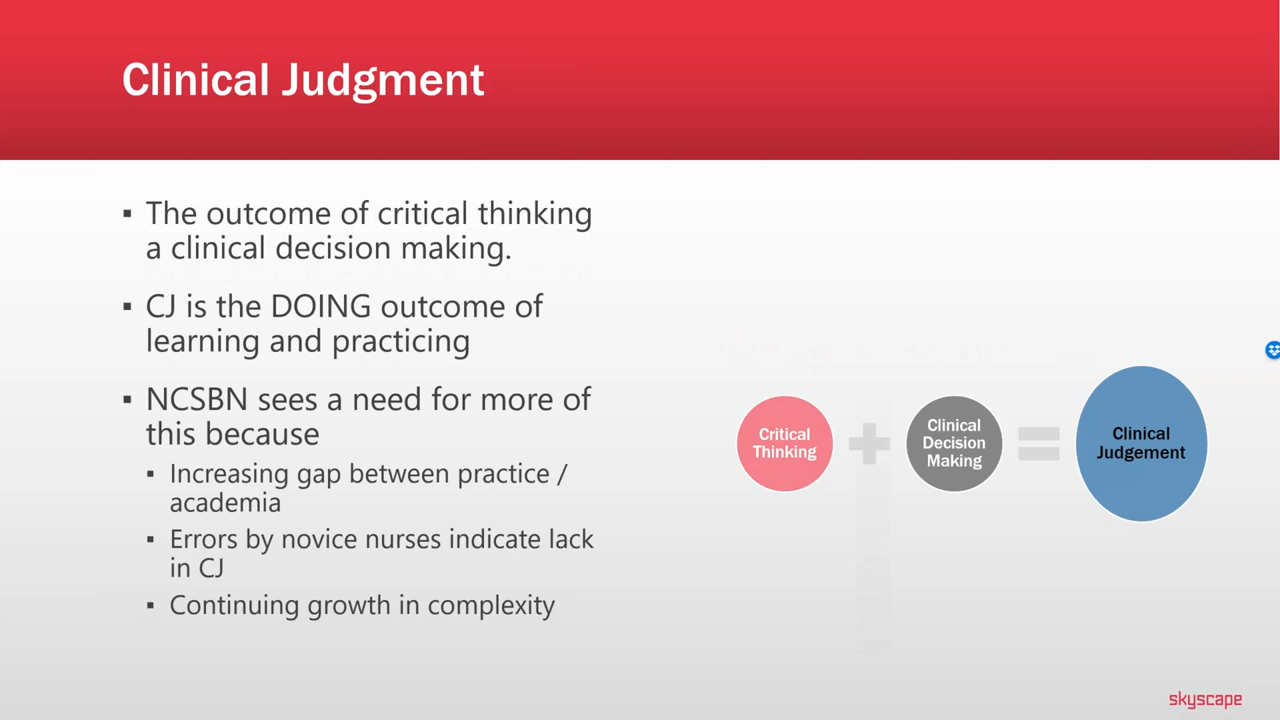 Clinical Judgment
▪ The outcome of critical thinking
a clinical decision making.
▪ CJ is the DOING outcome of
learning and practicing
▪ NCSBN sees a need for more of
this because
▪ Increasing gap between practice /
academia
▪ Errors by novice nurses indicate lack
in CJ
▪ Continuing growth in complexity
Critical
Thinking
Clinical
Decision
Making
Clinical
Judgement
skyscape